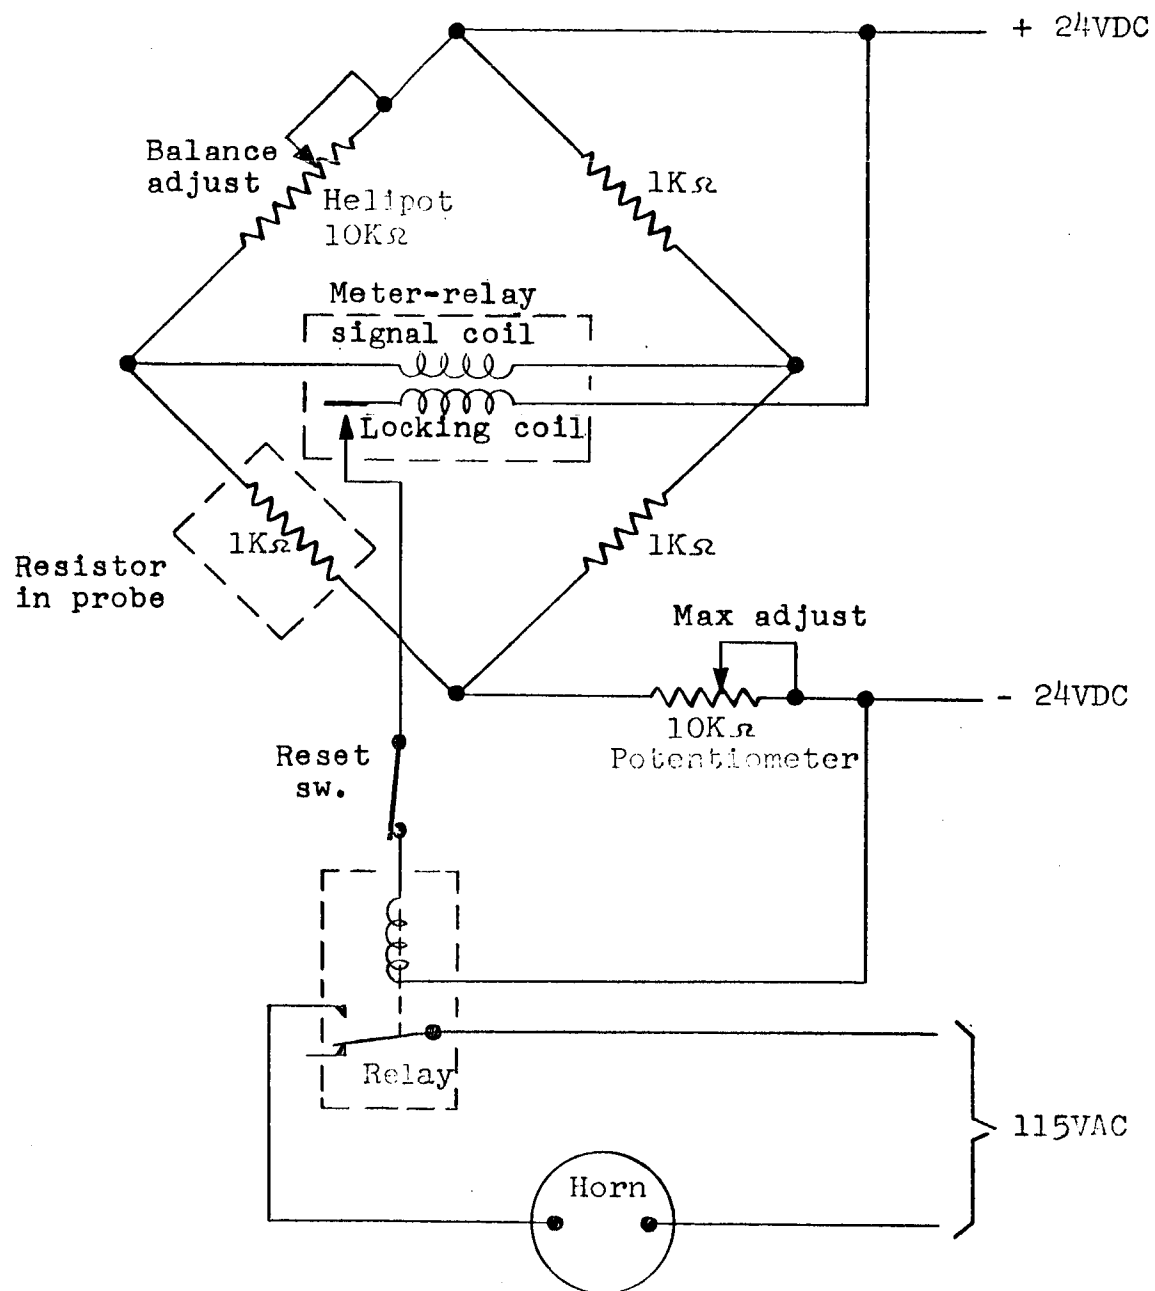 + 24VDC
Balance
adjust
Helipot
10KΩ
1KΩ
Meter-relay
signal coil
Locking coil
1KΩ
Resistor
in probe
1KΩ
Max adjust
- 24VDC
10KΩ
Potentiometer
Reset
sw.
Relay
115VAC
Horn